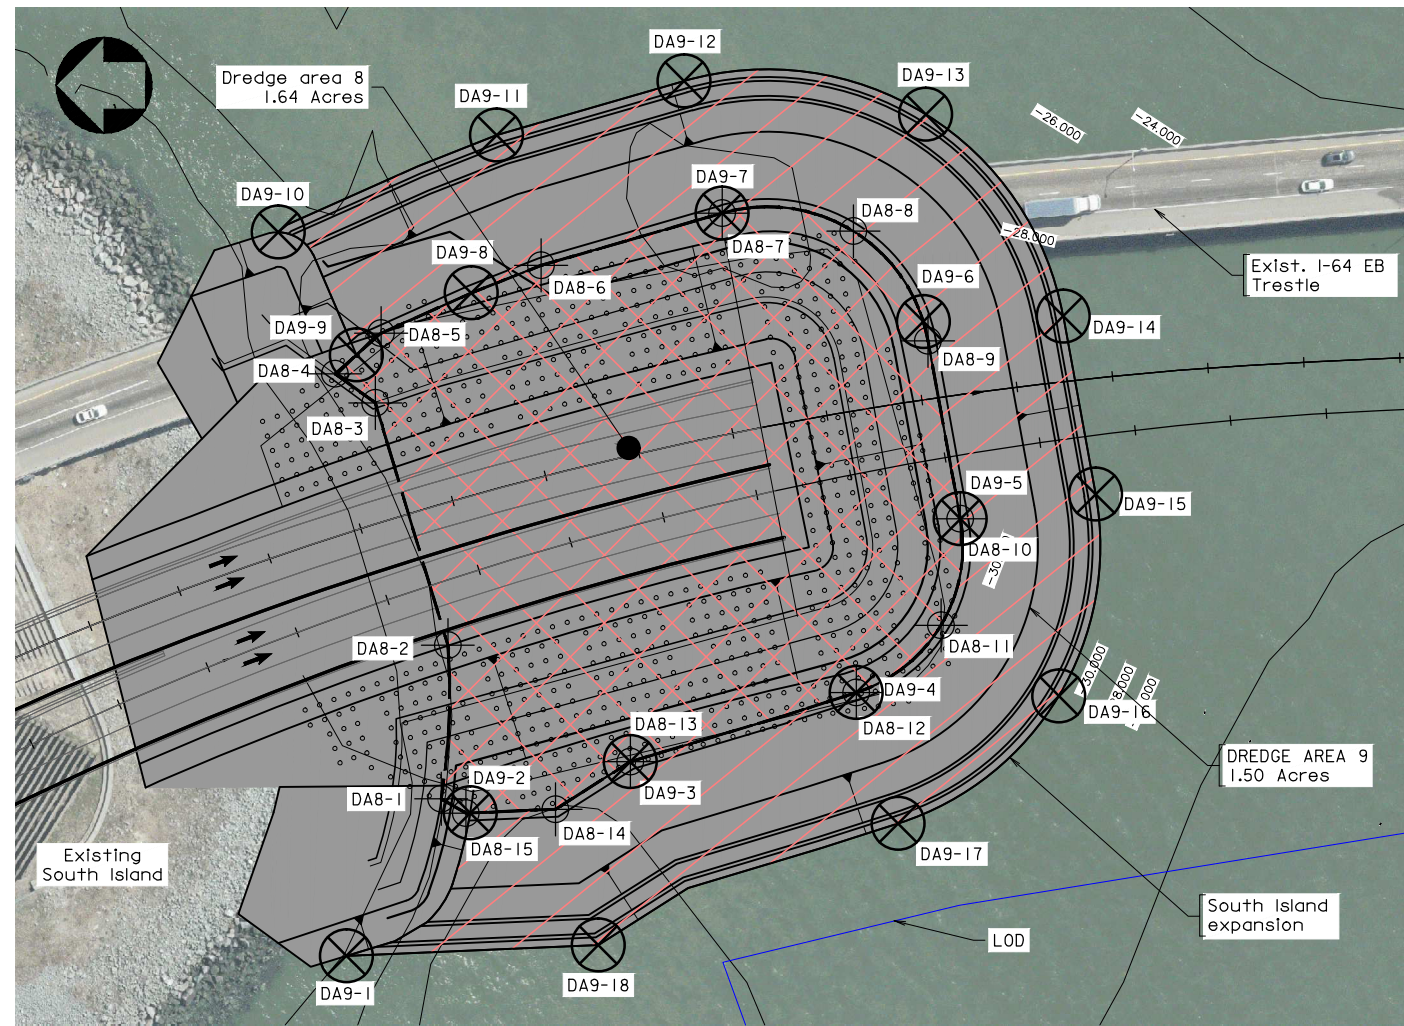 DA9-12
Dredge area 8
1.64 Acres
DA9-13
DA9-11
-26.000
-24.000
DA9-10
DA9-7
DA8-8
DA8-7
-28.000
DA9-8
DA9-6
Exist. I-64 EB
Trestle
DA8-6
DA9-9
DA8-5
DA9-14
DA8-9
DA8-4
DA8-3
DA9-5
DA9-15
DA8-10
-30.
DA8-2
DA8-11
-30.000
8.000
.000
DA9-4
DA9-16
DA8-13
DA8-12
DREDGE AREA 9
1.50 Acres
DA9-2
DA8-1
DA9-3
DA8-14
DA8-15
DA9-17
Existing
South Island
South Island
expansion
LOD
DA9-18
DA9-1